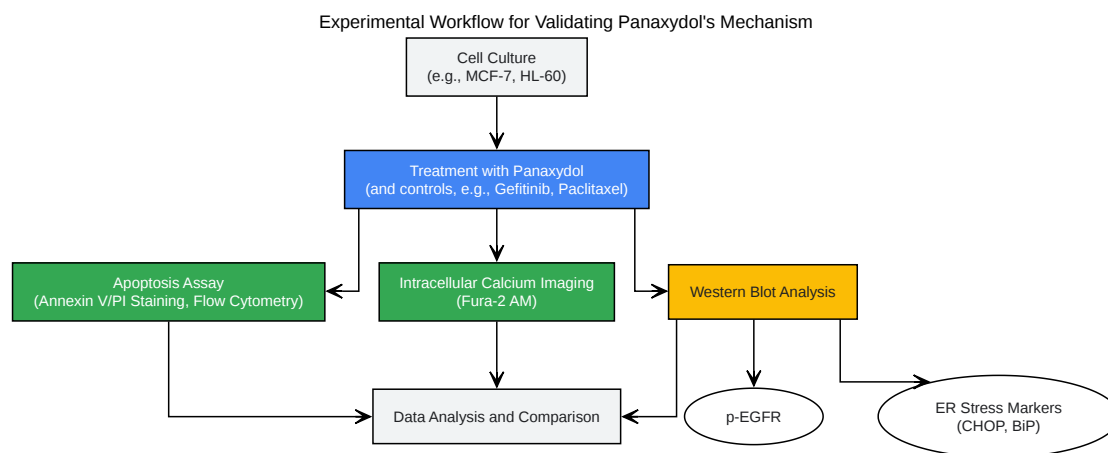 Experimental Workflow for Validating Panaxydol's Mechanism
Cell Culture
(e.g., MCF-7, HL-60)
Treatment with Panaxydol
(and controls, e.g., Gefitinib, Paclitaxel)
Apoptosis Assay
(Annexin V/PI Staining, Flow Cytometry)
Intracellular Calcium Imaging
(Fura-2 AM)
Western Blot Analysis
Data Analysis and Comparison
p-EGFR
ER Stress Markers
(CHOP, BiP)